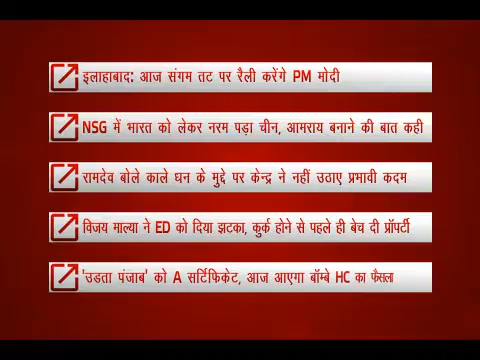 इलाहाबाद: आज संगम तट पर रैली करेंगे PM मोदी
NSG में भारत को लेकर नरम पड़ा चीन, आमराय बनाने की बात कही
रामदेव बोले काले धन के मुद्दे पर केन्द्र ने नहीं उठाए प्रभावी कदम
विजय माल्या ने ED को दिया झटका, कुर्क होने से पहले ही बेच दी प्रॉपर्टी
'उडता पंजाब' को A सर्टिफिकेट, आज आएगा बॉम्बे HC का फैसला